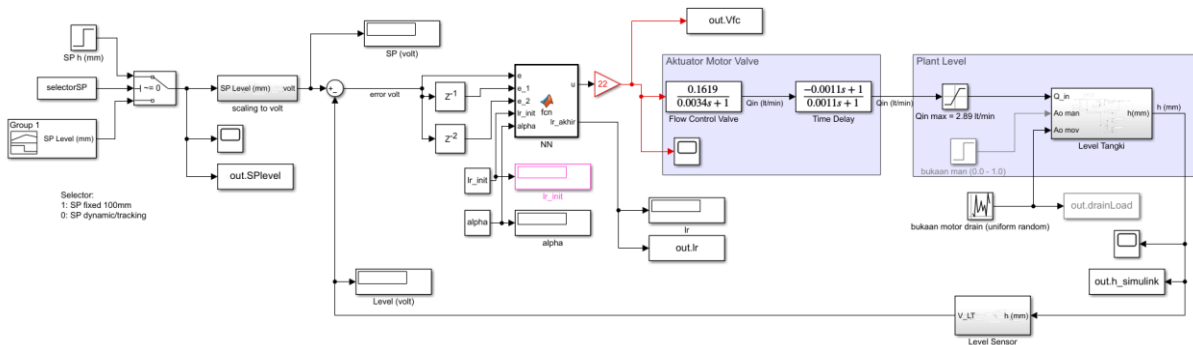 SP h (mm)
selectorSP
~= 0
Group 1
SP Level (mm)
SP Level (mm)
volt
scaling to volt
SP (volt)
out.SPlevel
Selector:
1: SP fixed 100mm
0: SP dynamic/tracking
+
-
error volt
Z-1
Z-2
e
e_1
e_2
lr_init
alpha
fcn
u
lr_akhir
NN
lr_init
lr_init
alpha
alpha
22
out.Vfc
lr
out.lr
Aktuator Motor Valve
0.1619
0.0034s + 1
Flow Control Valve
Qin (lt/min)
-0.0011s + 1
0.0011s + 1
Time Delay
Qin (lt/min)
Plant Level
Qin max = 2.89 lt/min
bukaan man (0.0 - 1.0)
Q_in
Ao man
Ao mov
h(mm)
h (mm)
Level Tangki
bukaan motor drain (uniform random)
out.drainLoad
out.h_simulink
V_LT
h (mm)
Level Sensor
Level (volt)